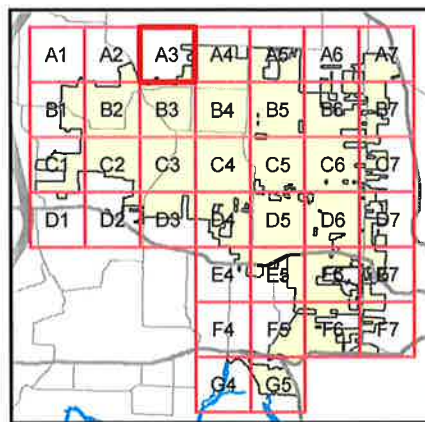 A1 A2 A3 A4 A5 A6 A7
B1 B2 B3 B4 B5 B6 B7
C1 C2 C3 C4 C5 C6 C7
D1 D2 D3 D4 D5 D6 D7
E4 E5 E6 E7
F4 F5 F6 F7
G4 G5